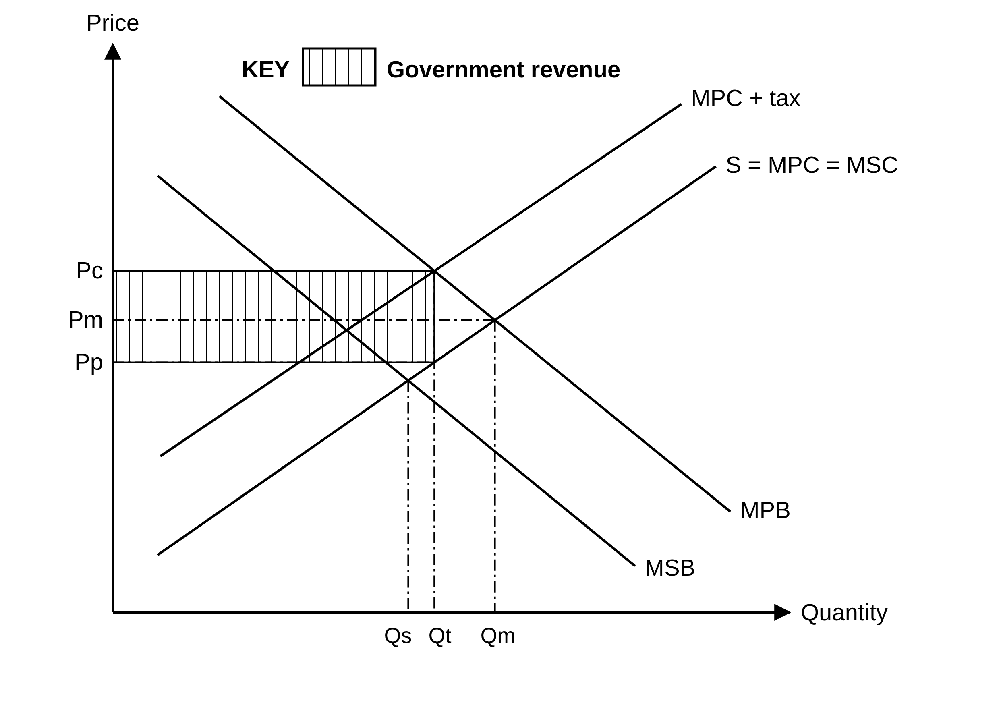 Price
KEY Government revenue
MPC + tax
S = MPC = MSC
Pc
Pm
Pp
MPB
MSB
Quantity
Qs Qt Qm